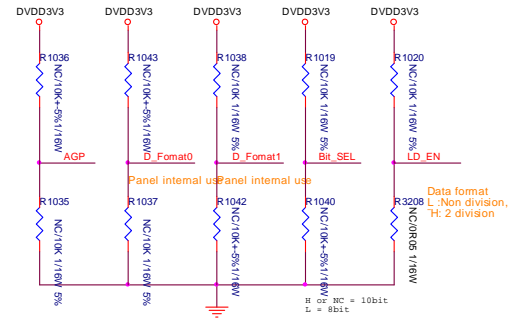 DVDD3V3 DVDD3V3 DVDD3V3 DVDD3V3 DVDD3V3
R1036 R1043 R1038 R1019 R1020
NC/10K+-5%1/16W
NC/10K+-5%1/16W
NC/10K 1/16W 5%
NC/10K 1/16W 5%
NC/10K 1/16W 5%
AGP D_Fomat0 D_Fomat1 Bit_SEL LD_EN
Panel internal use Panel internal use
Data format
L :Non division,
H: 2 division
R1035 R1037 R1042 R1040 R3208
NC/10K 1/16W 5%
NC/10K 1/16W 5%
NC/10K+-5%1/16W
NC/10K+-5%1/16W
NC/0R05 1/16W
H or NC = 10bit
L = 8bit